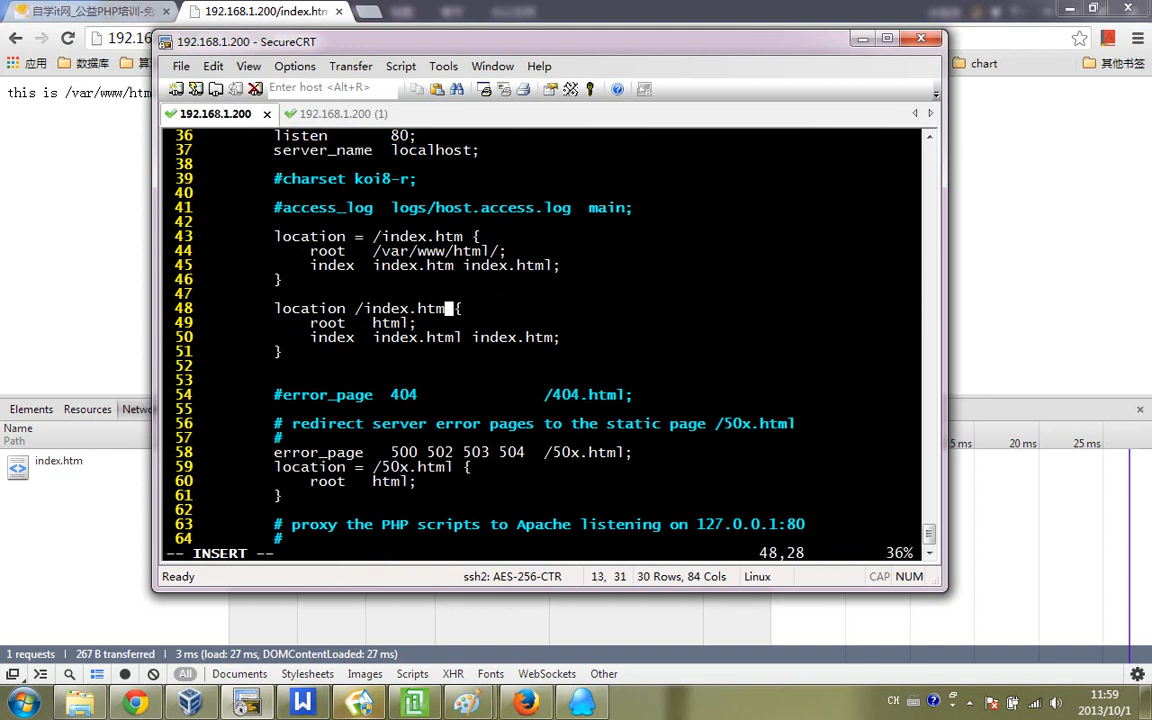 自学it网_公益PHP培训-免
192.168.1.200/index.htm
192.16
192.168.1.200 - SecureCRT
File Edit View Options Transfer Script Tools Window Help
应用 数据库 算 chart 其他书签
Enter host <Alt+R>
this is /var/www/htm
192.168.1.200 192.168.1.200 (1)
36 listen 80;
37 server_name localhost;
38
39 #charset koi8-r;
40
41 #access_log logs/host.access.log main;
42
43 location = /index.htm {
44 root /var/www/html/;
45 index index.htm index.html;
46 }
47
48 location /index.htm {
49 root html;
50 index index.html index.htm;
51 }
52
53
54 #error_page 404 /404.html;
55
56 # redirect server error pages to the static page /50x.html
57 #
58 error_page 500 502 503 504 /50x.html;
59 location = /50x.html {
60 root html;
61 }
62
63 # proxy the PHP scripts to Apache listening on 127.0.0.1:80
64 #
-- INSERT -- 48,28 36%
Ready ssh2: AES-256-CTR 13, 31 30 Rows, 84 Cols Linux CAP NUM
Elements Resources Netwo
Name
Path
ms 20 ms 25 ms
index.htm
1 requests | 267 B transferred | 3 ms (load: 27 ms, DOMContentLoaded: 27 ms)
All Documents Stylesheets Images Scripts XHR Fonts WebSockets Other
W
CH
11:59
2013/10/1